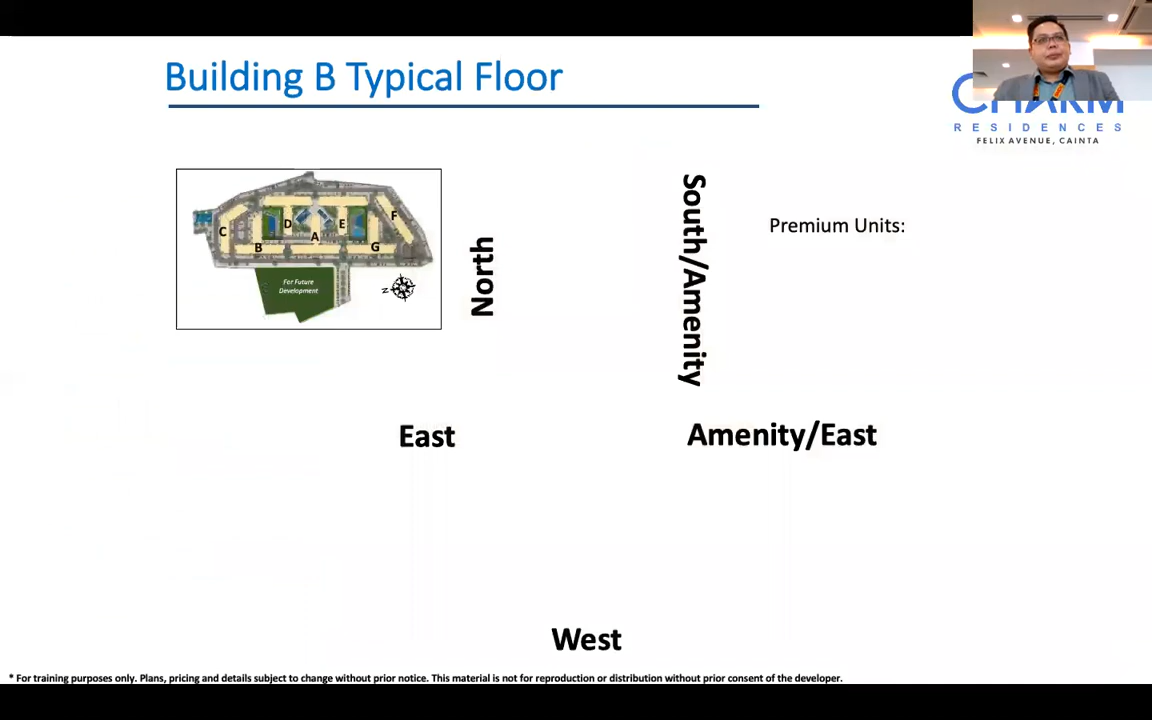 Building B Typical Floor
CHARM
RESIDENCES
FELIX AVENUE, CAINTA
C
B
D
A
E
F
G
For Future
Development
Z
North
South/Amenity
Premium Units:
East
Amenity/East
West
* For training purposes only. Plans, pricing and details subject to change without prior notice. This material is not for reproduction or distribution without prior consent of the developer.